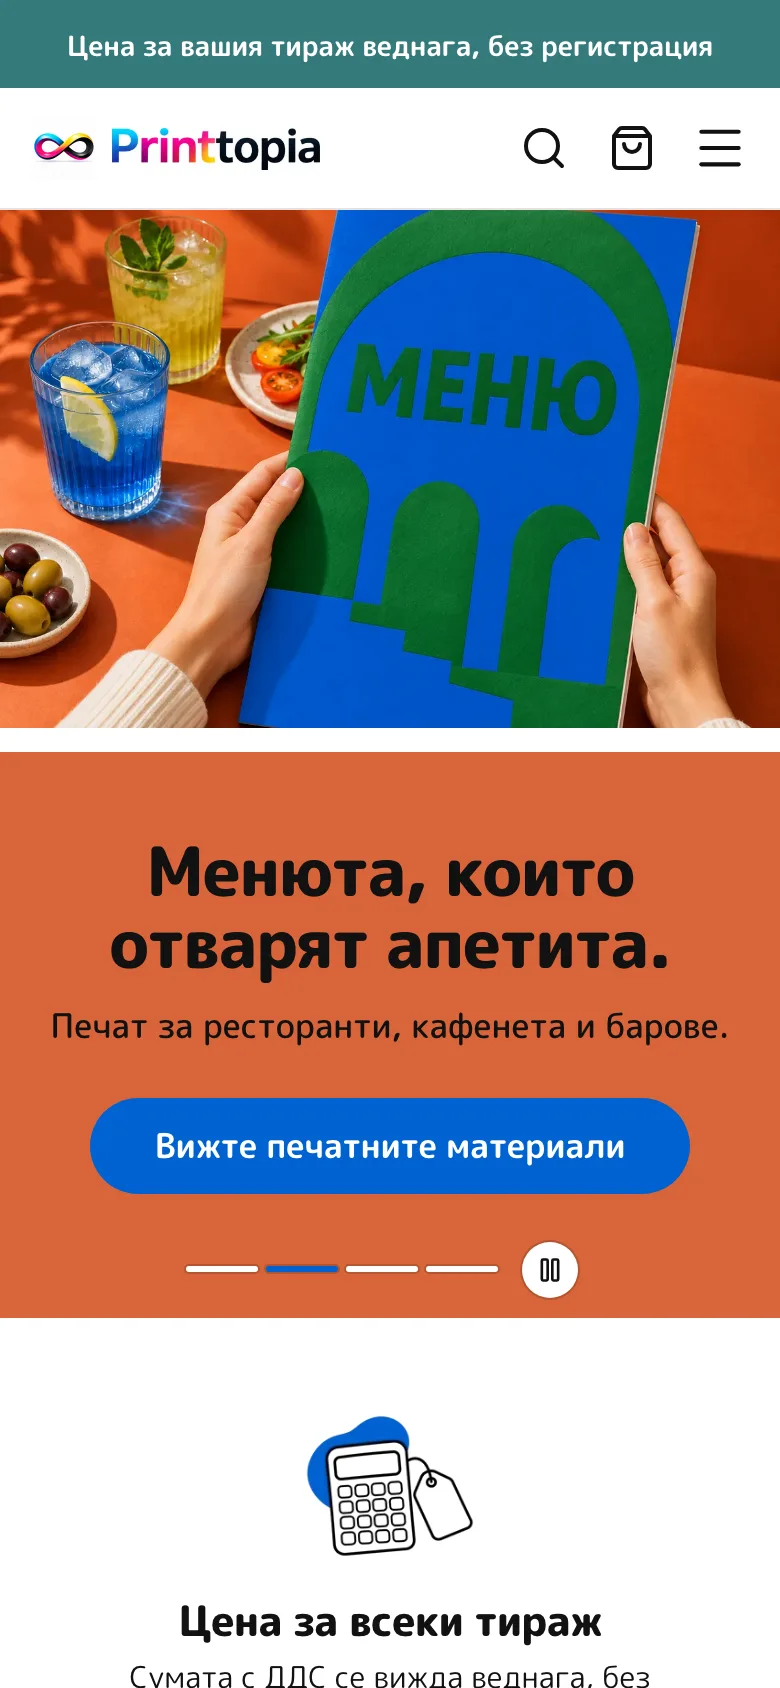 Цена за вашия тираж веднага, без регистрация
Printtopia
МЕНЮ
Менюта, които
отварят апетита.
Печат за ресторанти, кафенета и барове.
Вижте печатните материали
Цена за всеки тираж
Сумата с ДДС се вижда веднага, без